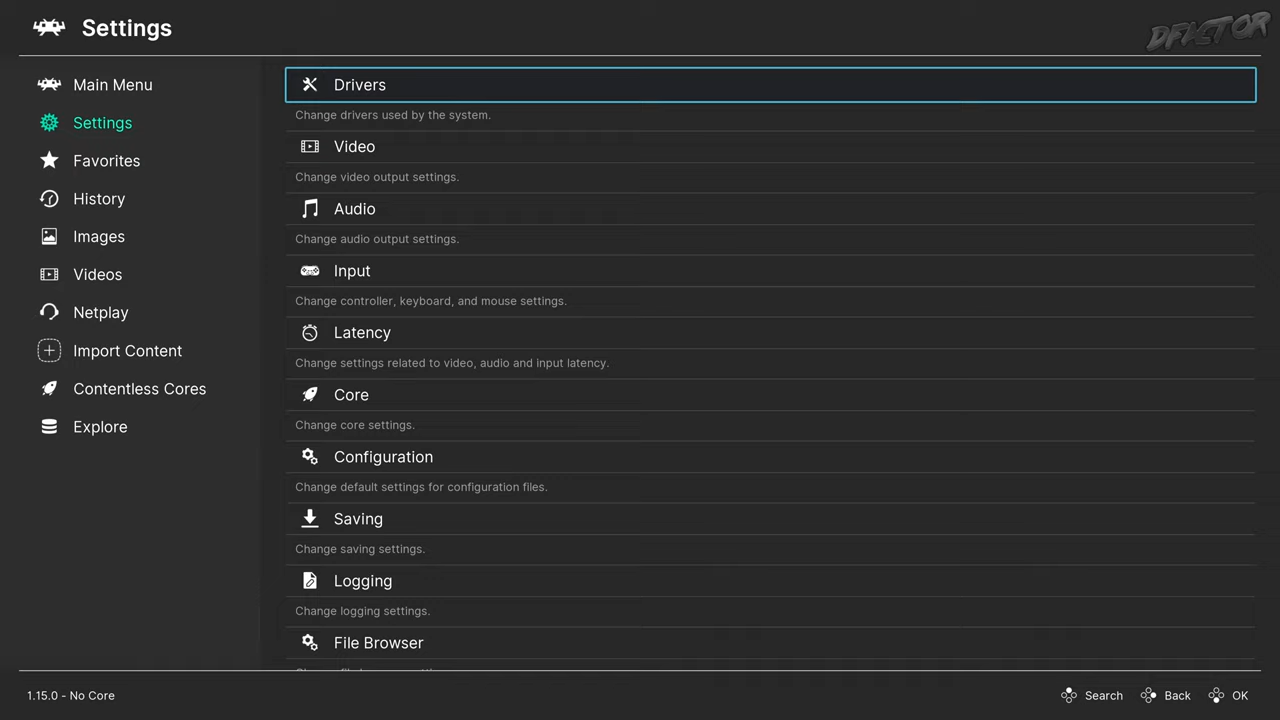 Settings
DFACTOR
Main Menu
Settings
Favorites
History
Images
Videos
Netplay
Import Content
Contentless Cores
Explore
Drivers
Change drivers used by the system.
Video
Change video output settings.
Audio
Change audio output settings.
Input
Change controller, keyboard, and mouse settings.
Latency
Change settings related to video, audio and input latency.
Core
Change core settings.
Configuration
Change default settings for configuration files.
Saving
Change saving settings.
Logging
Change logging settings.
File Browser
1.15.0 - No Core
Search
Back
OK